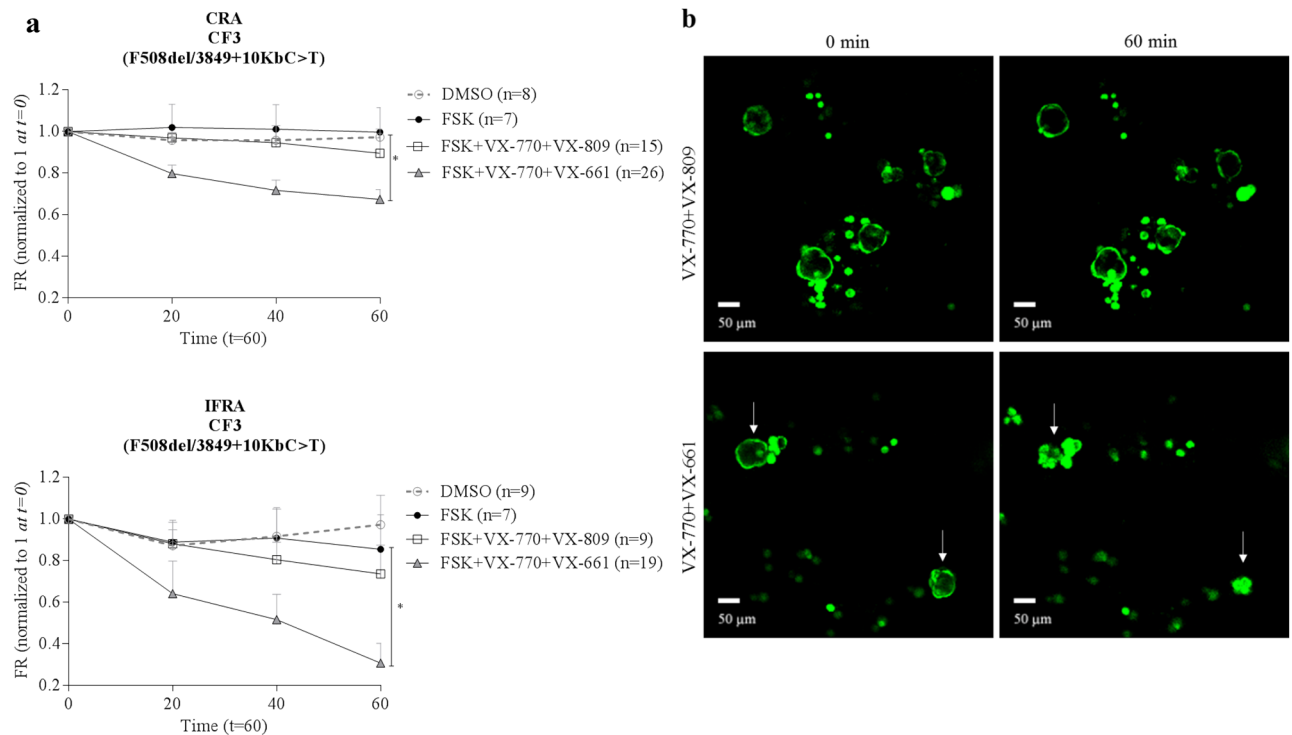 a
CRA
CF3
(F508del/3849+10KbC>T)
FR (normalized to 1 at t=0)
1.2
1.0
0.8
0.6
0.4
0.2
0
20
40
60
Time (t=60)
*
DMSO (n=8)
FSK (n=7)
FSK+VX-770+VX-809 (n=15)
FSK+VX-770+VX-661 (n=26)
IFRA
CF3
(F508del/3849+10KbC>T)
FR (normalized to 1 at t=0)
1.2
1.0
0.8
0.6
0.4
0.2
0
20
40
60
Time (t=60)
*
DMSO (n=9)
FSK (n=7)
FSK+VX-770+VX-809 (n=9)
FSK+VX-770+VX-661 (n=19)
b
0 min
60 min
VX-770+VX-809
50 µm
50 µm
VX-770+VX-661
50 µm
50 µm